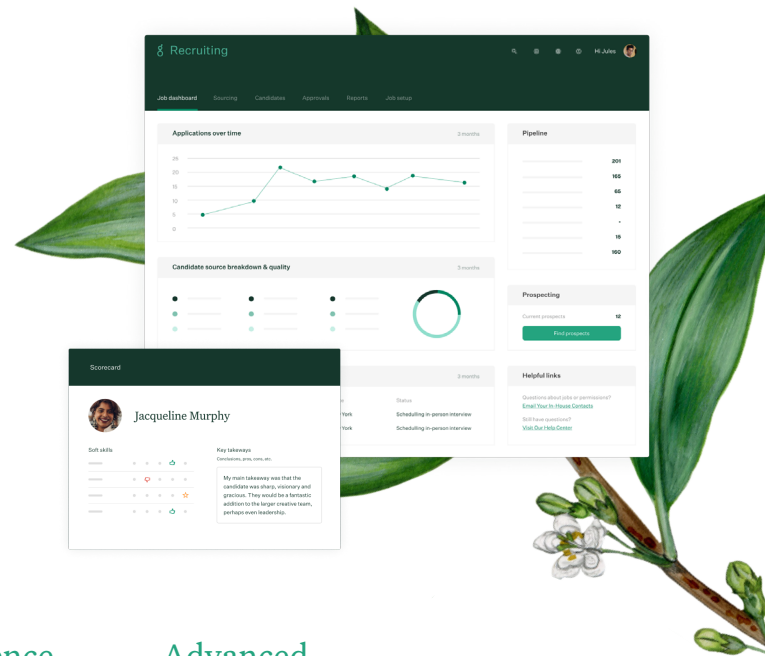 Recruiting
Hi Jules
Job dashboard Sourcing Candidates Approvals Reports Job setup
Applications over time
3 months
25
20
15
10
5
0
Pipeline
201
165
65
12
-
15
160
Candidate source breakdown & quality
3 months
Prospecting
Current prospects 12
Find prospects
3 months
Status
York Scheduling in-person interview
York Scheduling in-person interview
Helpful links
Questions about jobs or permissions?
Email Your In-House Contacts
Still have questions?
Visit Our Help Center
Scorecard
Jacqueline Murphy
Soft skills
Key takeways
Conclusions, pros, cons, etc.
My main takeaway was that the
candidate was sharp, visionary and
gracious. They would be a fantastic
addition to the larger creative team,
perhaps even leadership.
Advanced